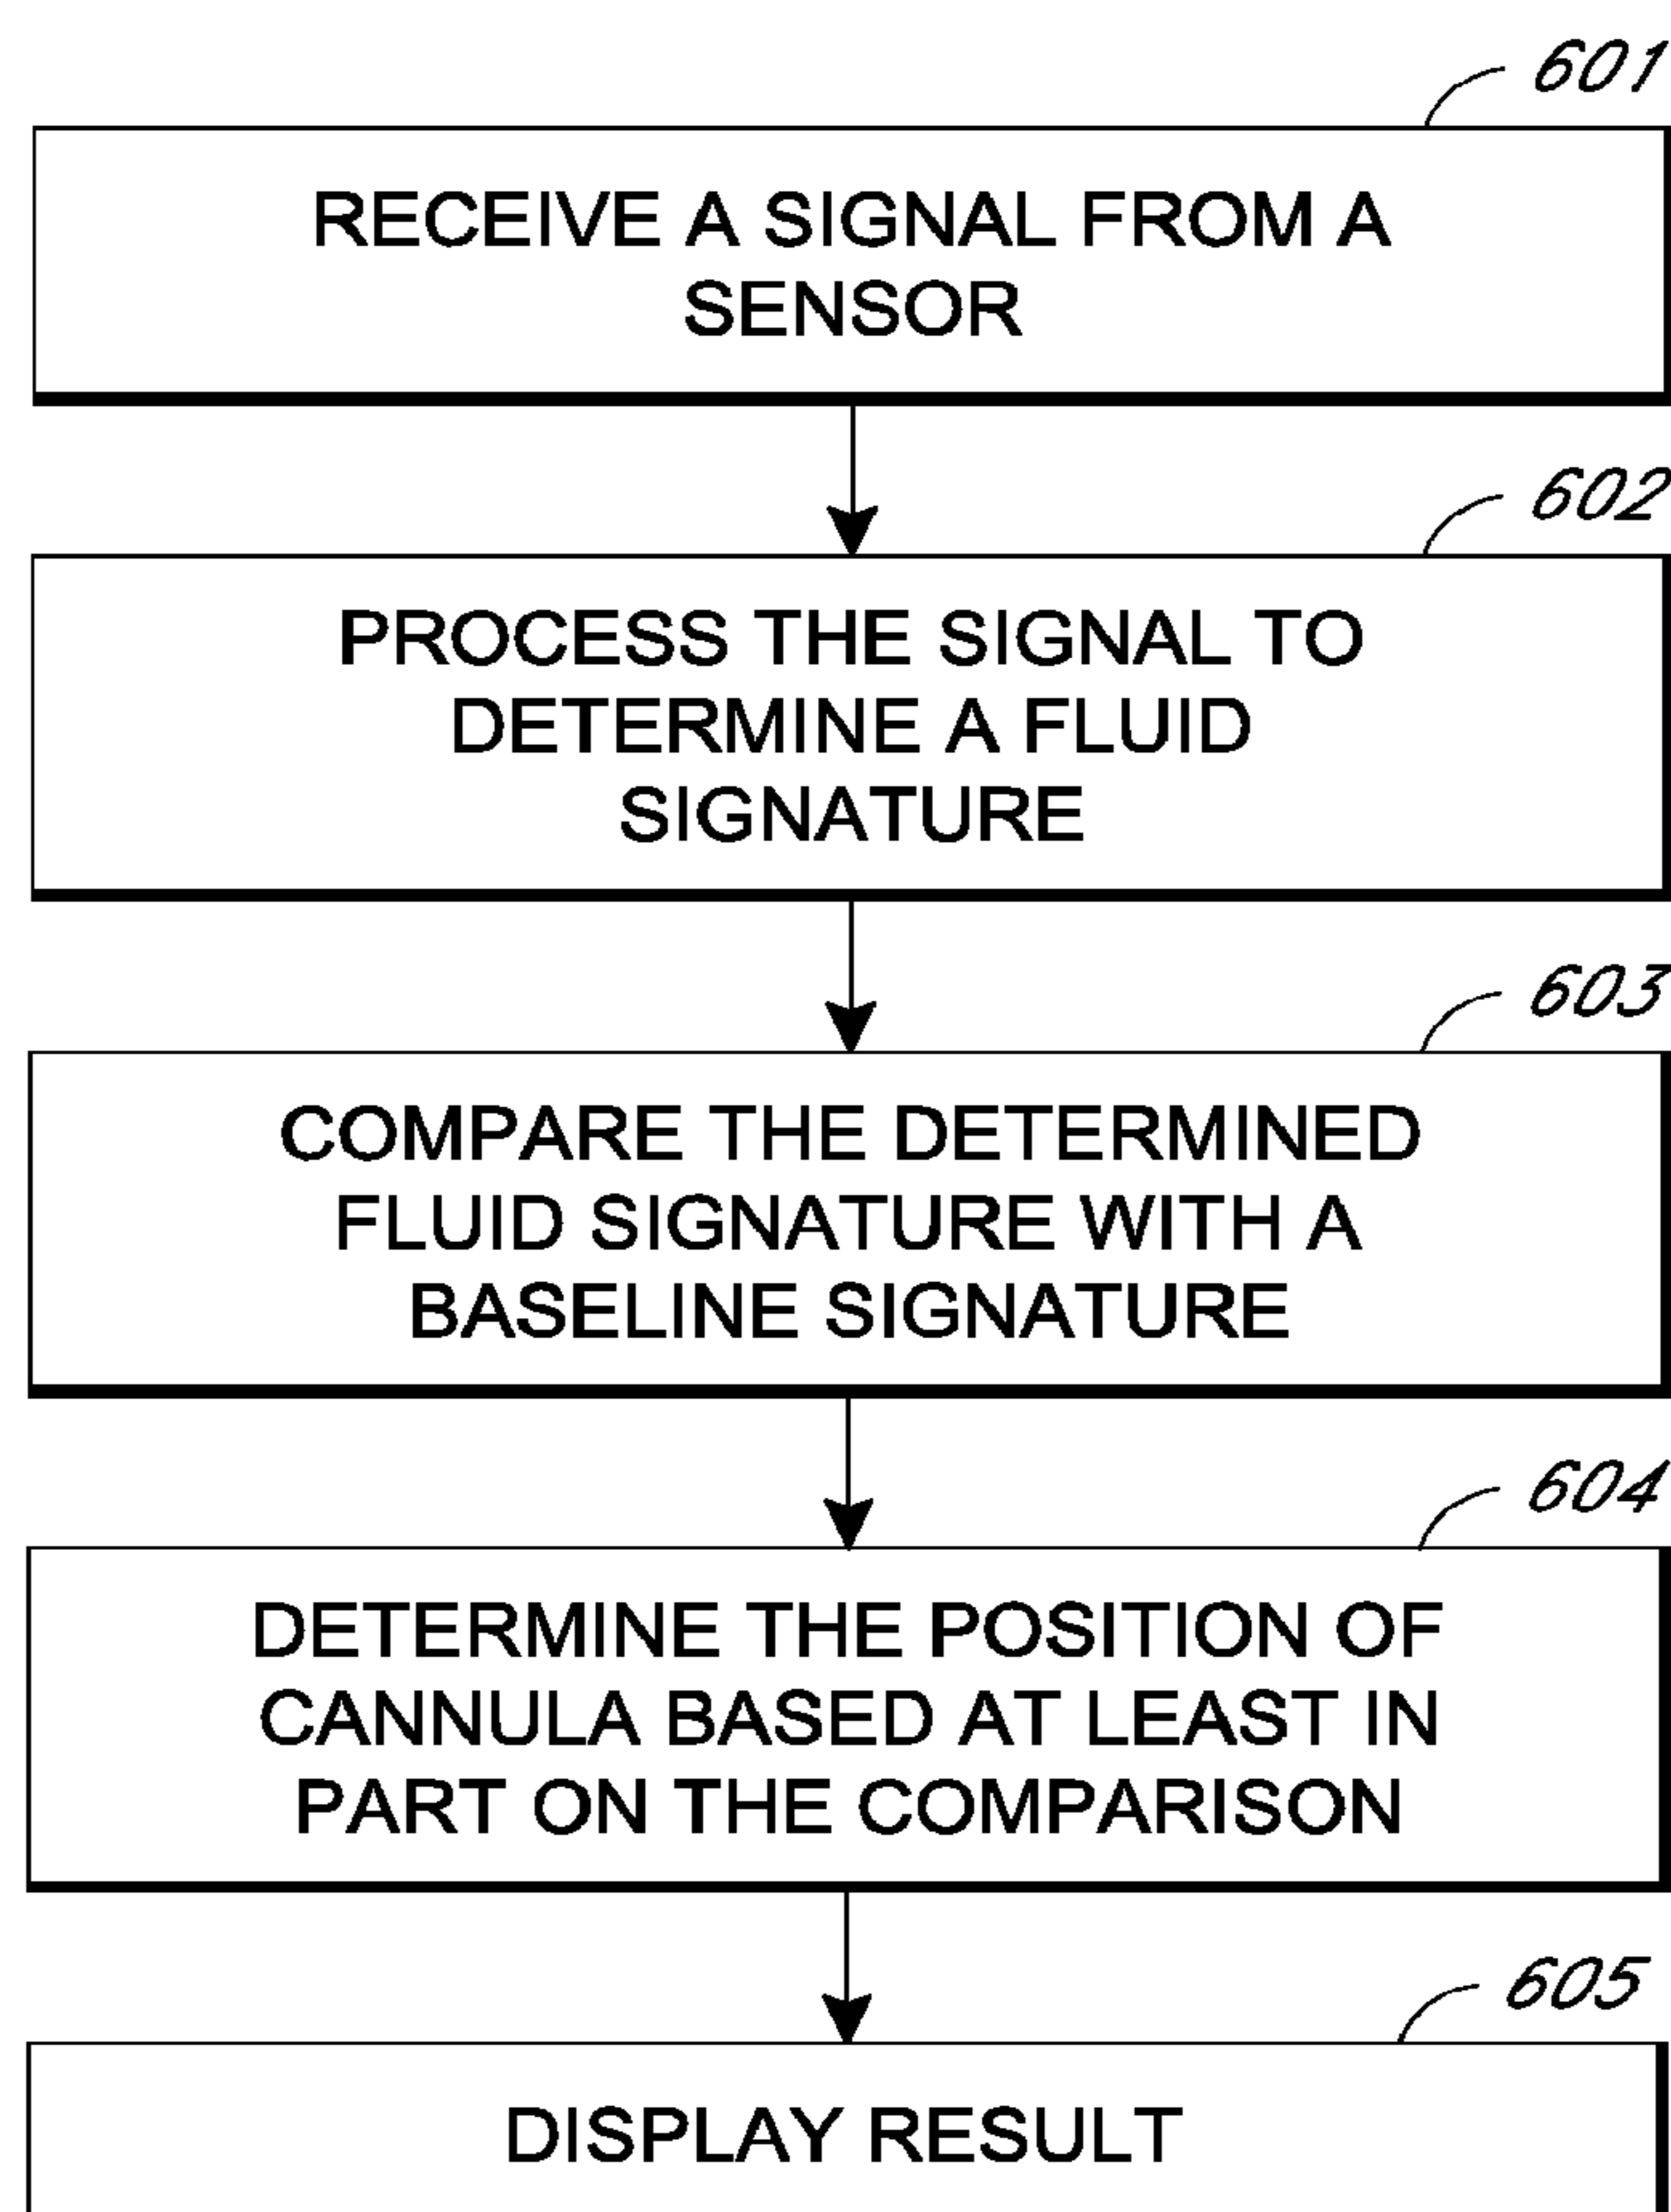 601
RECEIVE A SIGNAL FROM A
SENSOR
602
PROCESS THE SIGNAL TO
DETERMINE A FLUID
SIGNATURE
603
COMPARE THE DETERMINED
FLUID SIGNATURE WITH A
BASELINE SIGNATURE
604
DETERMINE THE POSITION OF
CANNULA BASED AT LEAST IN
PART ON THE COMPARISON
605
DISPLAY RESULT